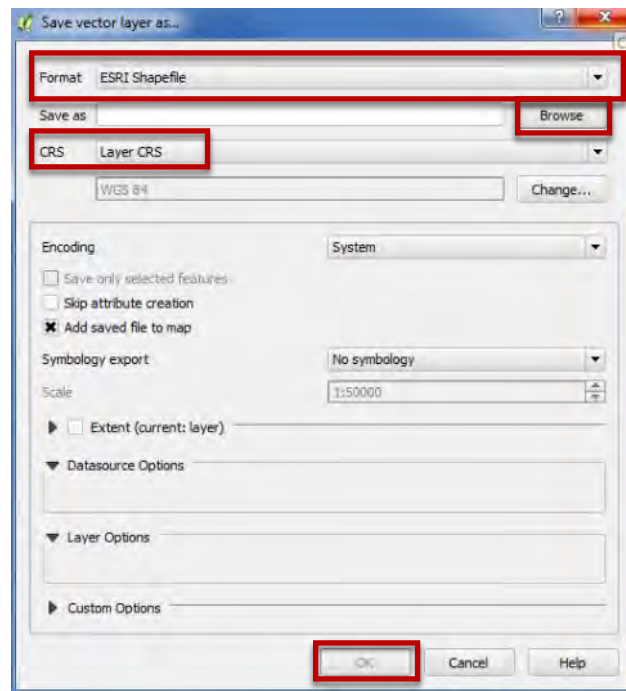 Save vector layer as...
Format ESRI Shapefile
Save as Browse
CRS Layer CRS
WGS 84 Change...
Encoding System
Save only selected features
Skip attribute creation
Add saved file to map
Symbology export No symbology
Scale 1:50000
Extent (current: layer)
Datasource Options
Layer Options
Custom Options
OK Cancel Help